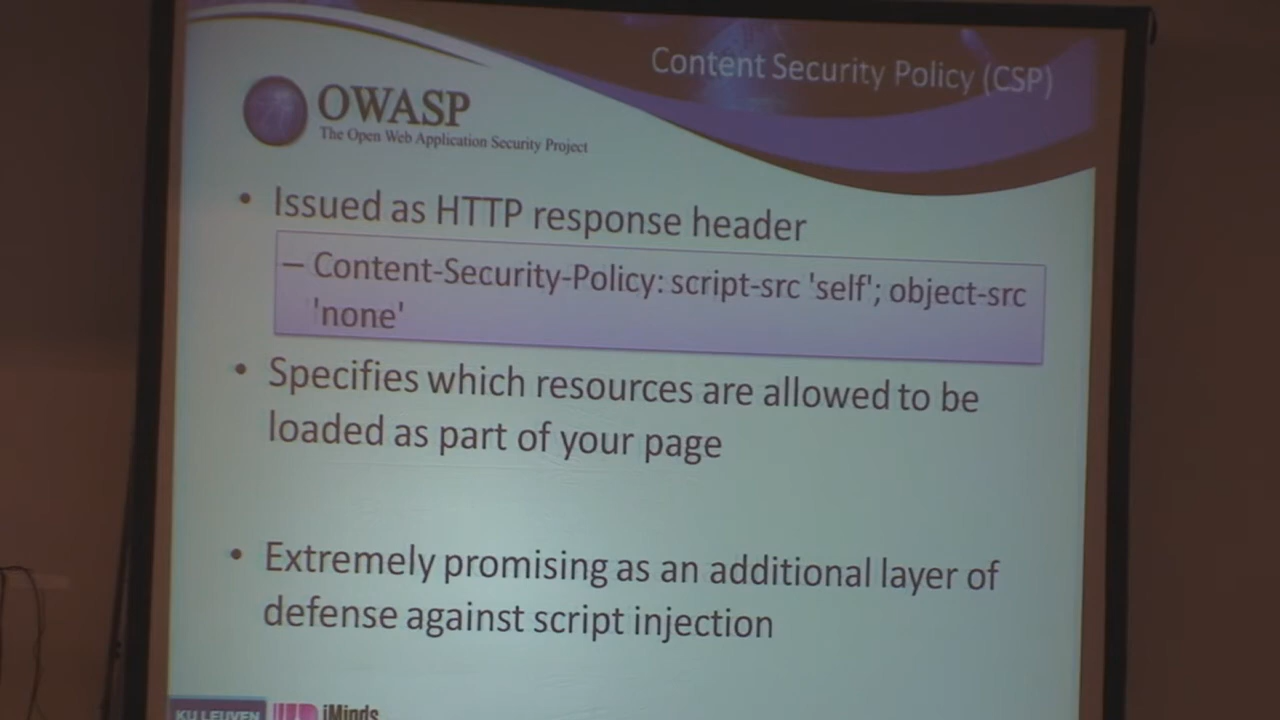 Content Security Policy (CSP)
OWASP
The Open Web Application Security Project
• Issued as HTTP response header
– Content-Security-Policy: script-src 'self'; object-src
'none'
• Specifies which resources are allowed to be
loaded as part of your page
• Extremely promising as an additional layer of
defense against script injection
KU LEUVEN
iMinds